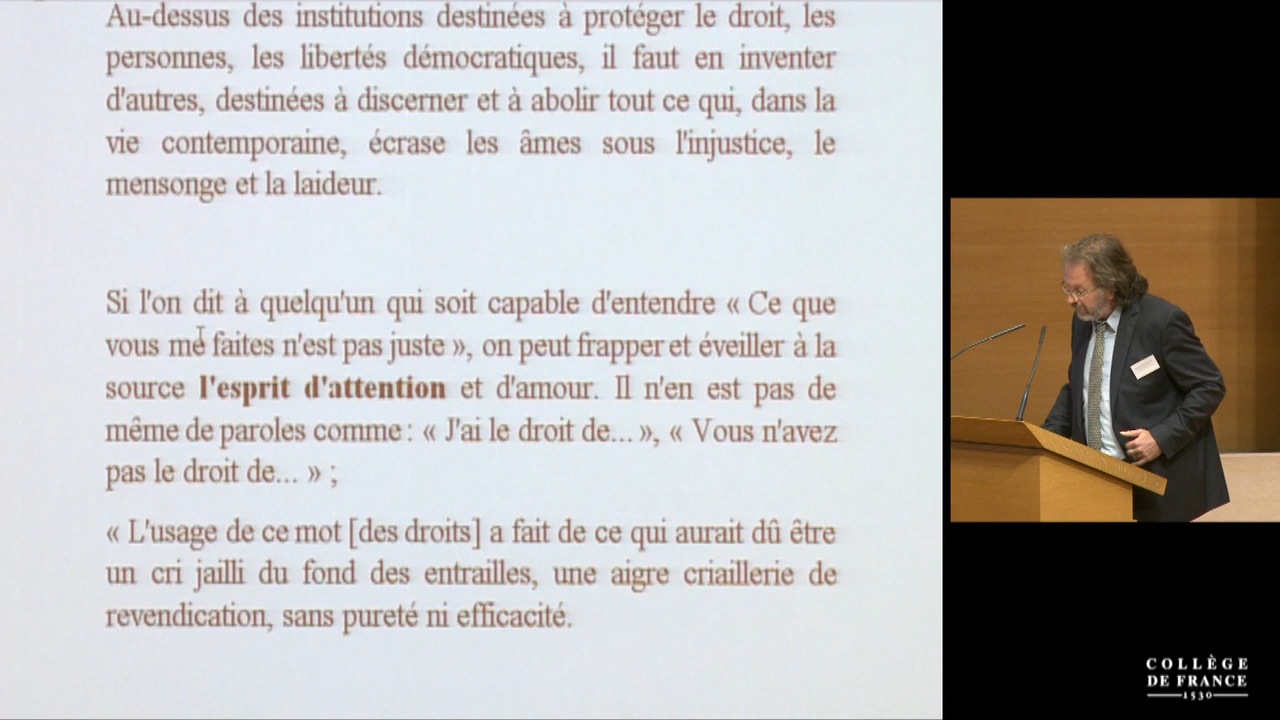 Au-dessus des institutions destinées à protéger le droit, les
personnes, les libertés démocratiques, il faut en inventer
d'autres, destinées à discerner et à abolir tout ce qui, dans la
vie contemporaine, écrase les âmes sous l'injustice, le
mensonge et la laideur.
Si l'on dit à quelqu'un qui soit capable d'entendre « Ce que
vous me faites n'est pas juste », on peut frapper et éveiller à la
source l'esprit d'attention et d'amour. Il n'en est pas de
même de paroles comme : « J'ai le droit de... », « Vous n'avez
pas le droit de... » ;
« L'usage de ce mot [des droits] a fait de ce qui aurait dû être
un cri jailli du fond des entrailles, une aigre criaillerie de
revendication, sans pureté ni efficacité.
COLLÈGE
DE FRANCE
1530